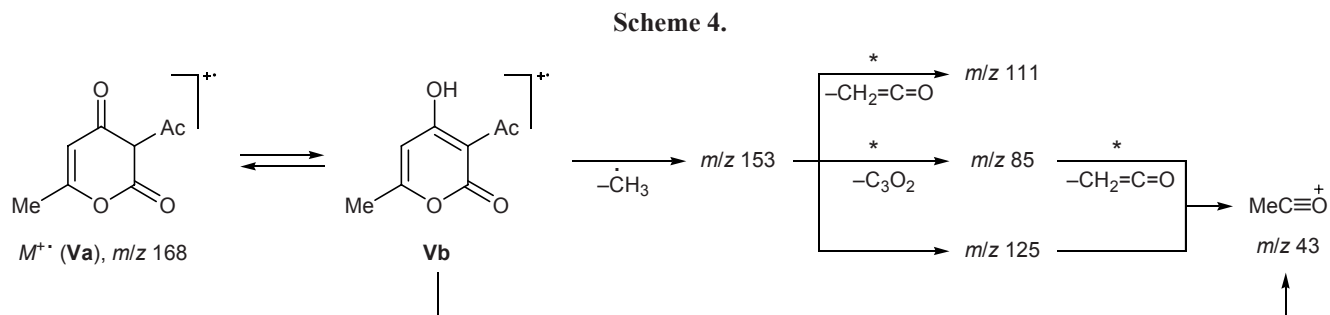 Scheme 4.
+·
O
Ac
Me
O
O
M+· (Va), m/z 168
+·
OH
Ac
Me
O
O
Vb
–ĊH3
m/z 153
*
–CH2=C=O
m/z 111
*
–C3O2
m/z 85
*
–CH2=C=O
m/z 125
MeC≡O+
m/z 43